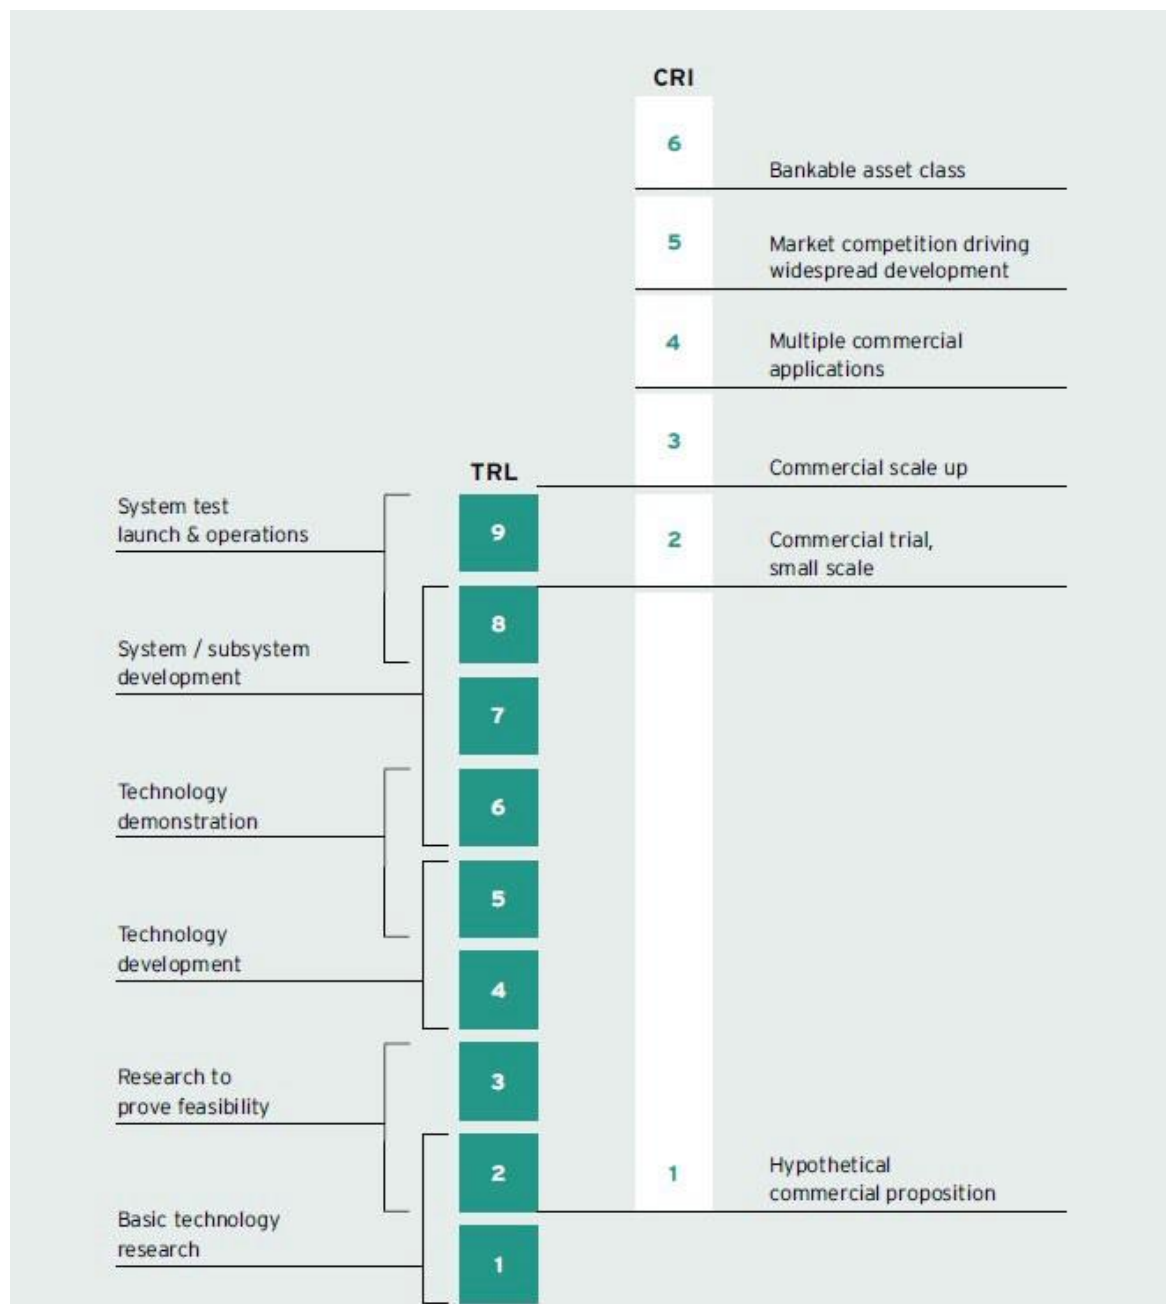 CRI
6
Bankable asset class
5
Market competition driving
widespread development
4
Multiple commercial
applications
3
Commercial scale up
TRL
System test
launch & operations
9
2
Commercial trial,
small scale
8
System / subsystem
development
7
Technology
demonstration
6
5
Technology
development
4
Research to
prove feasibility
3
2
1
Hypothetical
commercial proposition
Basic technology
research
1